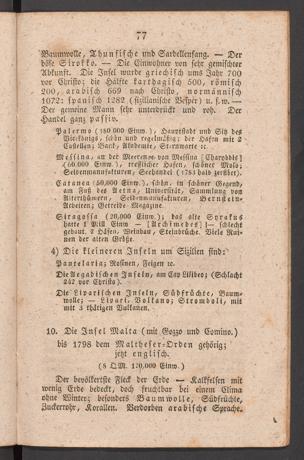 77
Baumwolle, Thunfische und Sardellenfang. — Der
böse Sirokko. — Die Einwohner von sehr gemischter
Abkunft. Die Insel wurde griechisch ums Jahr 700
vor Christo; die Hälfte karthagisch 500, römisch
200, arabisch 669 nach Christo, normännisch
1072: spanisch 1282 (sizilianische Vesper) u. s. w. —
Der gemeine Mann sehr unterdrückt und roh. Der
Handel ganz passiv.
Palermo (180 000 Einw.), Hauptstadt und Sitz des
Vicekönigs, schön und regelmäßig; der Hafen mit 2
Castellen; Bank, Akademie, Sternwarte rc.
Messina, an der Meerenge von Messina [Charybdis]
(60,000 Einw.), trefflicher Hafen, schöner Molo;
Seidenmanufacturen, Seehandel (1783 halb zerstört).
Catanea (50,000 Einw.), schön, in schöner Gegend,
am Fuß des Aetna, Universität, Sammlung von
Alterthümern, Seidenmanufacturen, Bernstein-
Arbeiten; Getreide-Magazine.
Siragossa (20,000 Einw.); das alte Syrakus
hatte 1 Mill Einw — [Archimedes] — schlecht
gebaut. 2 Häfen. Weinbau, Steinbrüche. Viele Rui-
nen der alten Größe.
4) Die kleineren Inseln um Sizilien sind:
Pantelaria; Rosinen, Feigen rc.
Die Aegadischen Inseln, am Cap Lilibeo; (Schlacht
242 vor Christo).
Die Liparischen Inseln, Südfrüchte, Baum-
wolle; — Lipari, Volkano; Stromboli, mit
mit 3 thätigen Vulkanen.
10. Die Insel Malta (mit Gozzo und Comino.)
bis 1798 dem Maltheser-Orden gehörig;
jetzt englisch.
(8 QM. 120,000 Einw.)
Der bevölkertste Fleck der Erde — Kalkfelsen mit
wenig Erde bedeckt, doch fruchtbar bei einem Clima
ohne Winter; besonders Baumwolle, Südfrüchte,
Zuckerrohr, Korallen. Verdorben arabische Sprache.